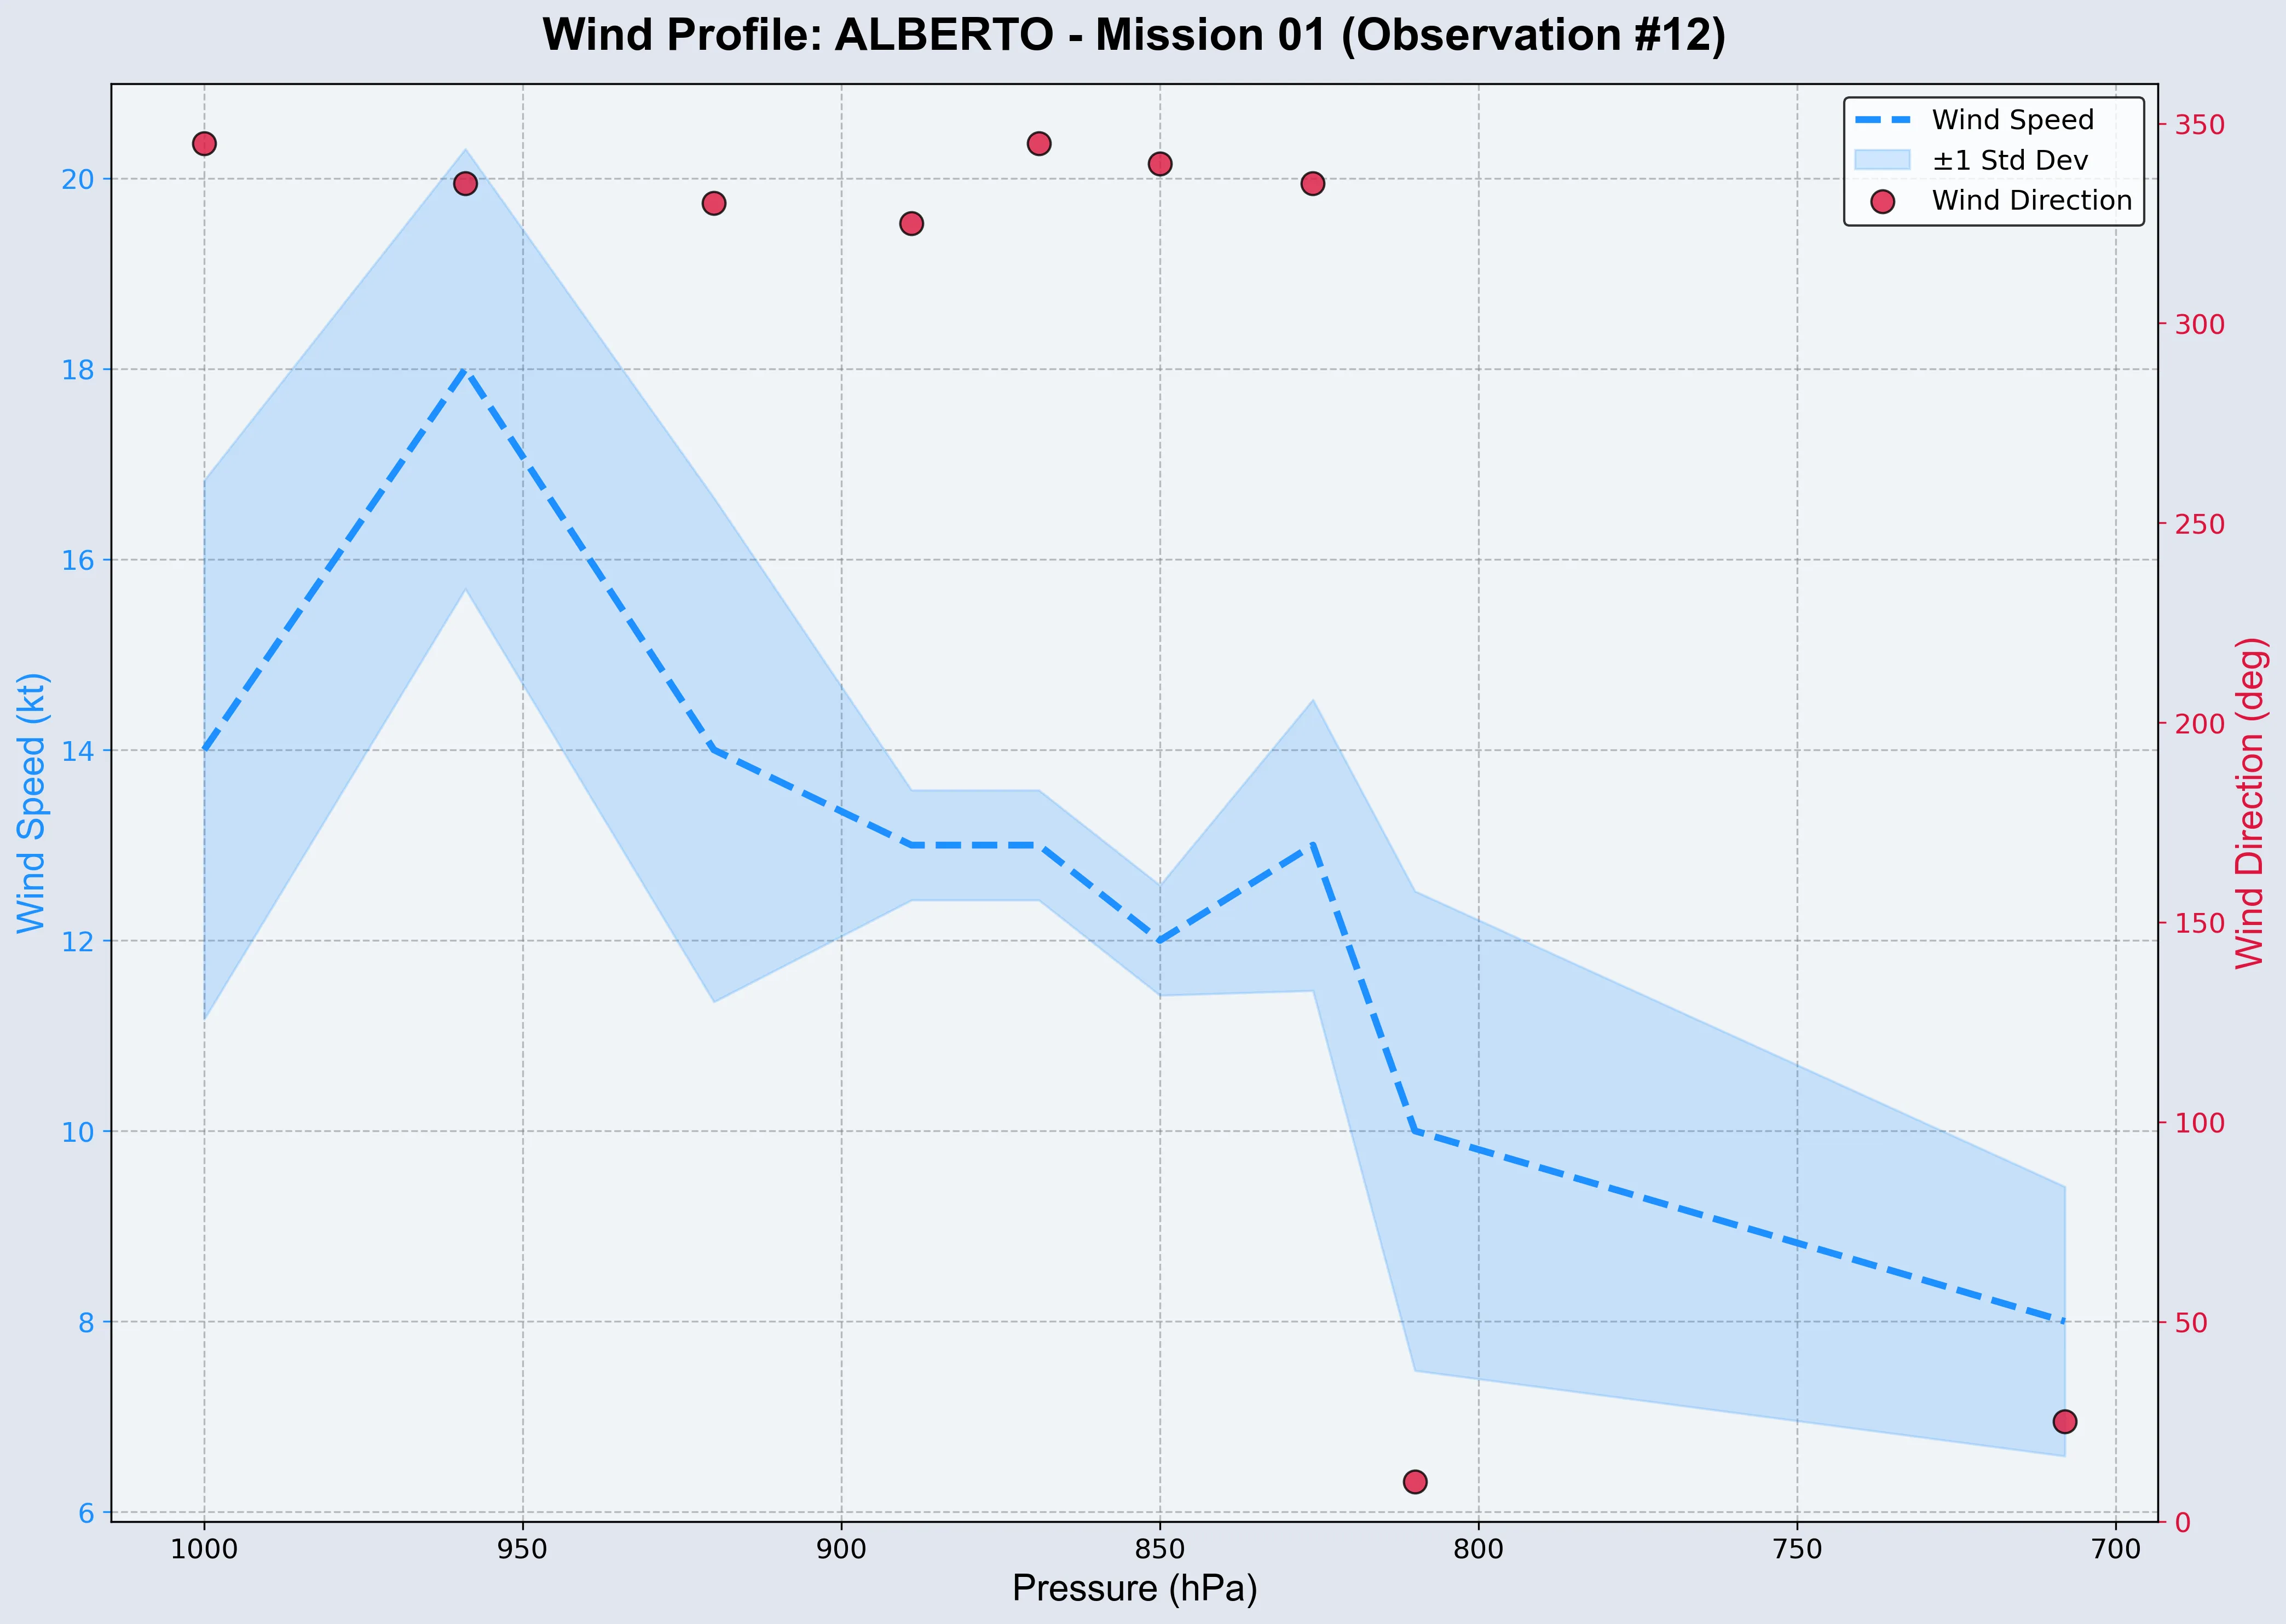 Wind Profile: ALBERTO - Mission 01 (Observation #12)
Wind Speed
±1 Std Dev
Wind Direction
Wind Speed (kt)
20
18
16
14
12
10
8
6
350
300
250
200
150
100
50
0
Wind Direction (deg)
1000 950 900 850 800 750 700
Pressure (hPa)